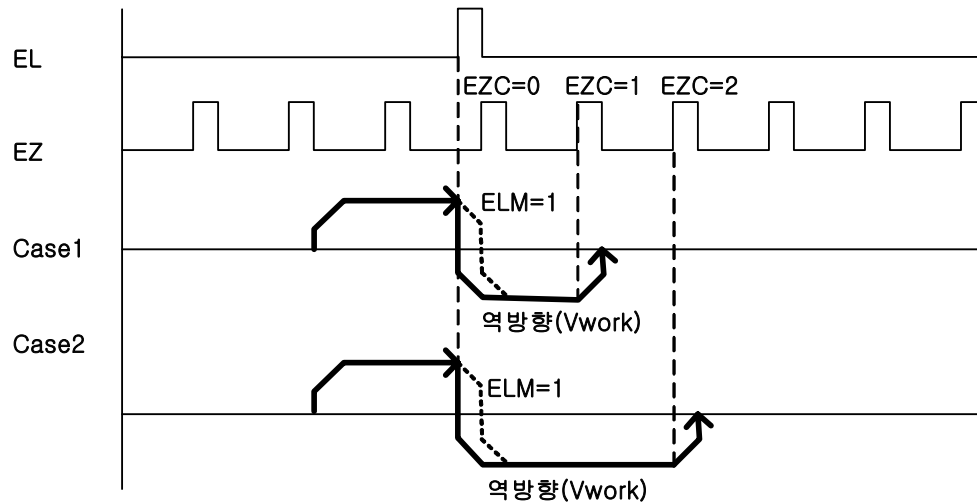 EL
EZC=0 EZC=1 EZC=2
EZ
ELM=1
Case1
역방향(Vwork)
Case2
ELM=1
역방향(Vwork)